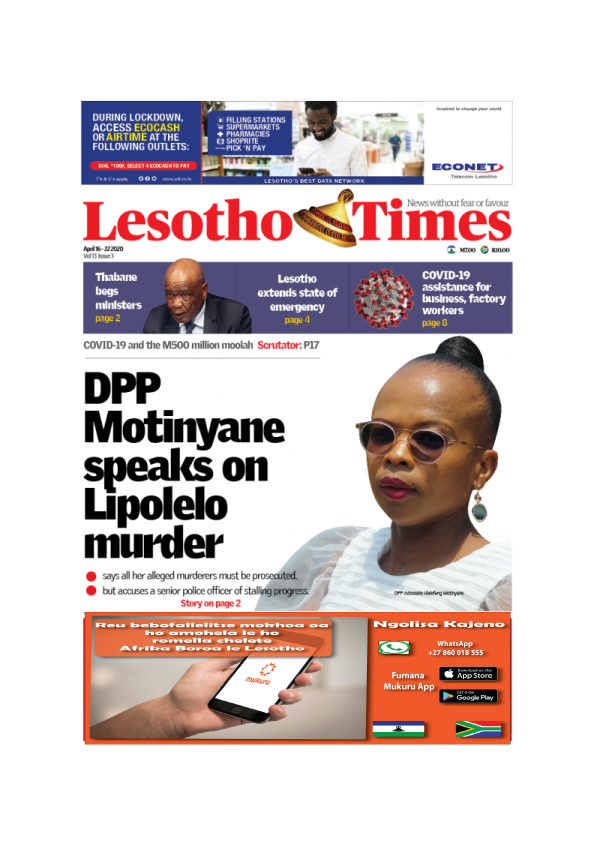 DURING LOCKDOWN,
ACCESS ECOCASH
OR AIRTIME AT THE
FOLLOWING OUTLETS:
DIAL *100#, SELECT 4 ECOCASH TO PAY
T's & C's apply
www.etl.co.ls
FILLING STATIONS
SUPERMARKETS
PHARMACIES
SHOPRITE
PICK 'N PAY
LESOTHO'S BEST DATA NETWORK
Inspired to change your world
ECONET
Telecom Lesotho
News without fear or favour
Lesotho Times
April 16 - 22 2020
Vol 13 Issue 3
M7.00 R10.00
Thabane
begs
ministers
page 2
Lesotho
extends state of
emergency
page 4
COVID-19
assistance for
business, factory
workers
page 8
COVID-19 and the M500 million moolah Scrutator: P17
DPP
Motinyane
speaks on
Lipolelo
murder
says all her alleged murderers must be prosecuted.
but accuses a senior police officer of stalling progress.
Story on page 2
DPP Advocate Hlalefang Motinyane
Reu bebofallelitse mokhoa oa
ho amohela le ho
romella chelete
Afrika Boroa le Lesotho
mukuru
Ngolisa Kajeno
WhatsApp
+27 860 018 555
Fumana
Mukuru App
Download on the
App Store
GET IT ON
Google Play